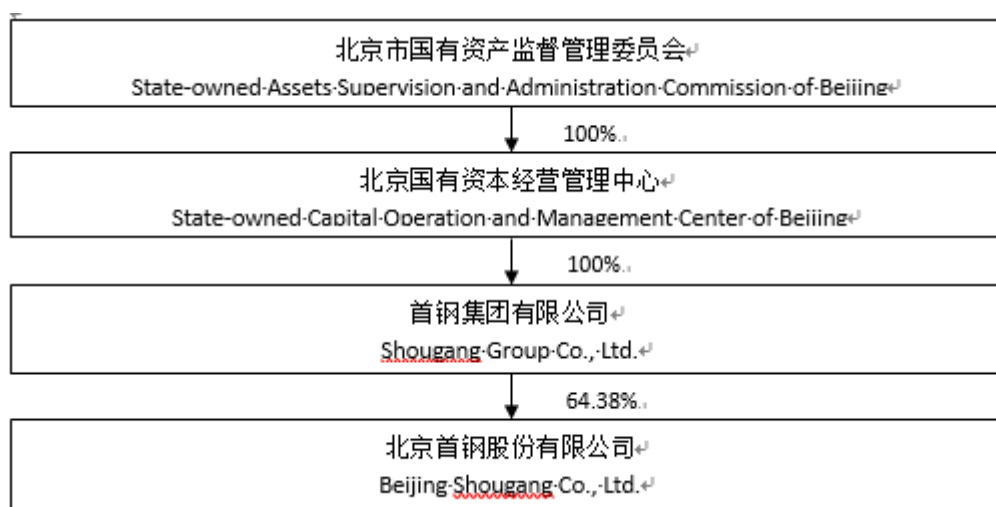 北京市国有资产监督管理委员会
State-owned Assets Supervision and Administration Commission of Beijing
100%
北京国有资本经营管理中心
State-owned Capital Operation and Management Center of Beijing
100%
首钢集团有限公司
Shougang Group Co., Ltd.
64.38%
北京首钢股份有限公司
Beijing Shougang Co., Ltd.